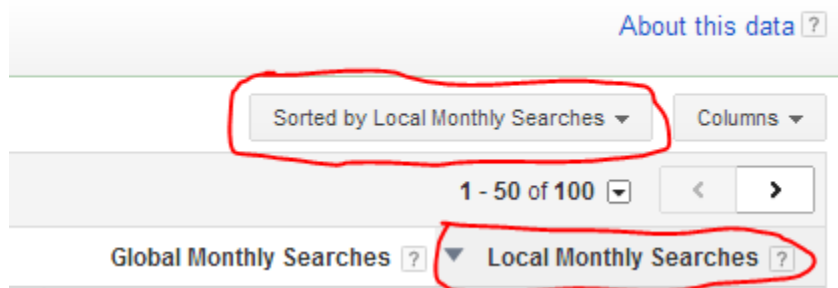 About this data ?
Sorted by Local Monthly Searches Columns
1 - 50 of 100
Global Monthly Searches ? Local Monthly Searches ?